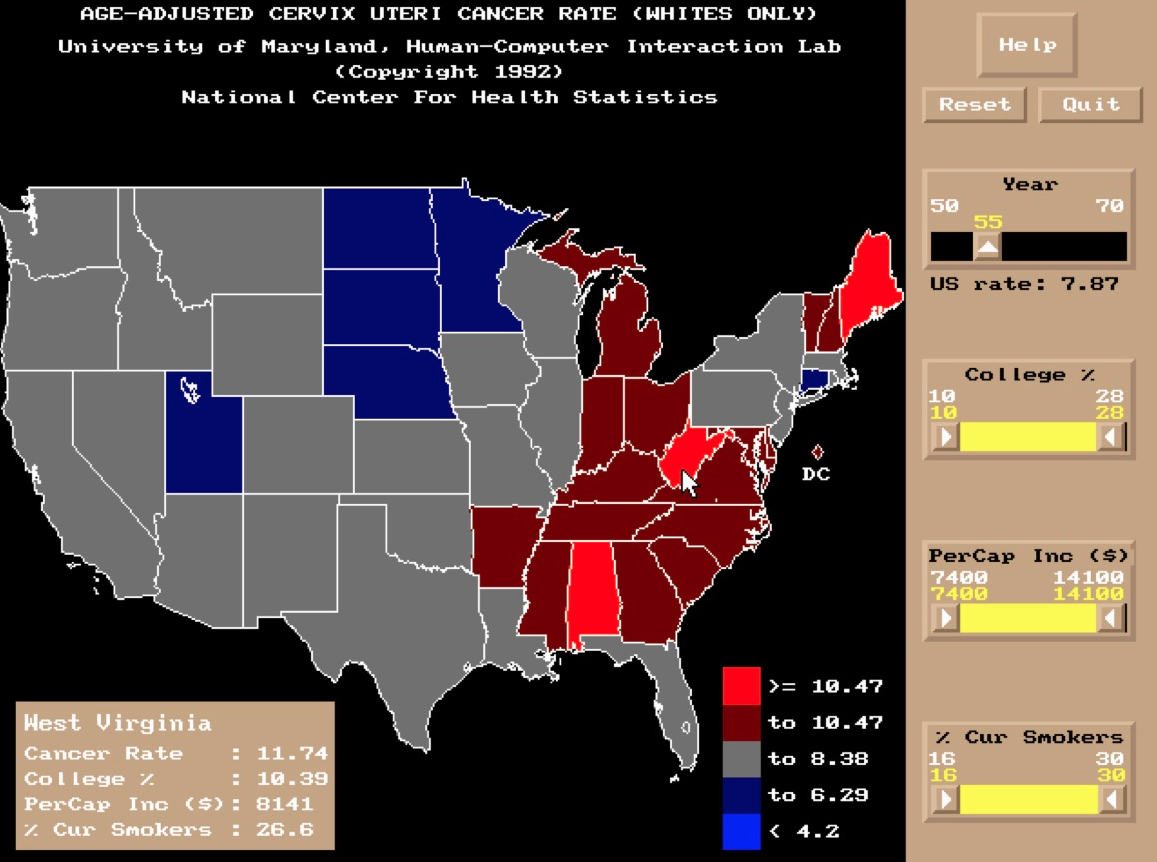 AGE-ADJUSTED CERVIX UTERI CANCER RATE (WHITES ONLY)
University of Maryland, Human-Computer Interaction Lab
(Copyright 1992)
National Center For Health Statistics
Help
Reset Quit
Year
50 70
55
US rate: 7.87
College %
10 28
10 28
PerCap Inc ($)
7400 14100
7400 14100
% Cur Smokers
16 30
16 30
DC
>= 10.47
to 10.47
to 8.38
to 6.29
< 4.2
West Virginia
Cancer Rate : 11.74
College % : 10.39
PerCap Inc ($): 8141
% Cur Smokers : 26.6